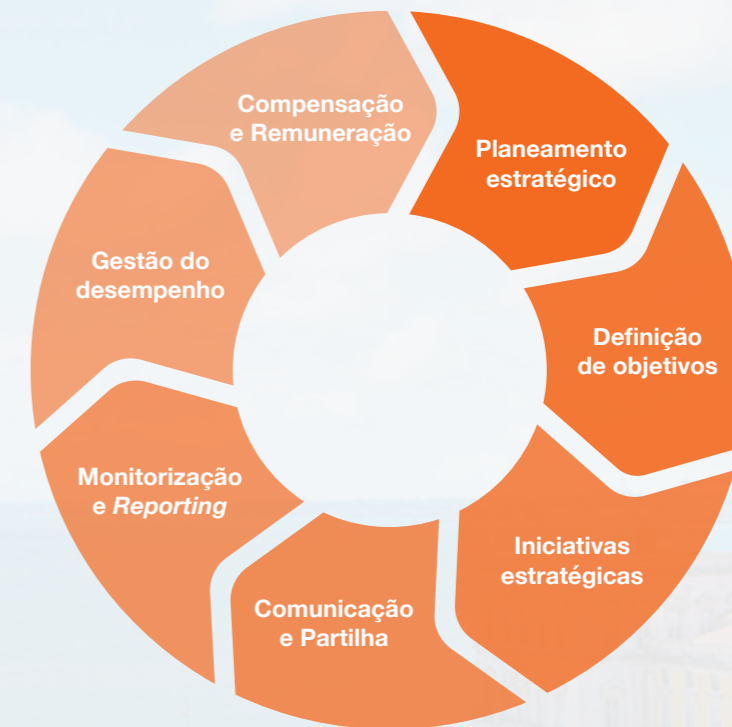 Compensação
e Remuneração
Planeamento
estratégico
Definição
de objetivos
Iniciativas
estratégicas
Comunicação
e Partilha
Monitorização
e Reporting
Gestão do
desempenho